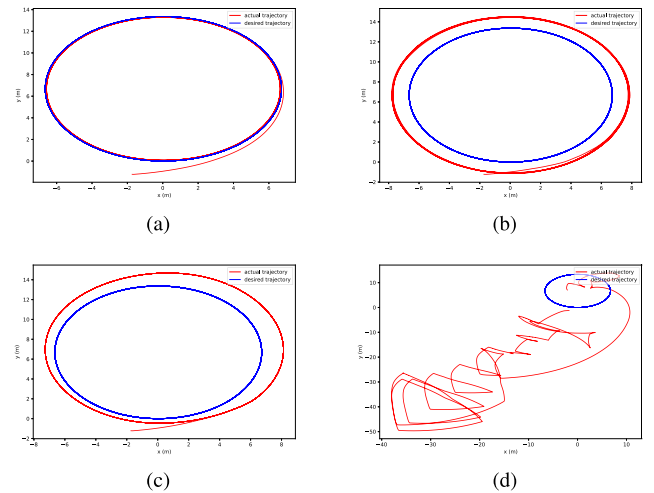 actual trajectory
desired trajectory
14
12
10
8
6
4
2
0
y (m)
−6 −4 −2 0 2 4 6
x (m)
(a)
actual trajectory
desired trajectory
14
12
10
8
6
4
2
0
−2
y (m)
−8 −6 −4 −2 0 2 4 6 8
x (m)
(b)
actual trajectory
desired trajectory
14
12
10
8
6
4
2
0
−2
y (m)
−8 −6 −4 −2 0 2 4 6 8
x (m)
(c)
actual trajectory
desired trajectory
10
0
−10
−20
−30
−40
−50
y (m)
−40 −30 −20 −10 0 10
x (m)
(d)